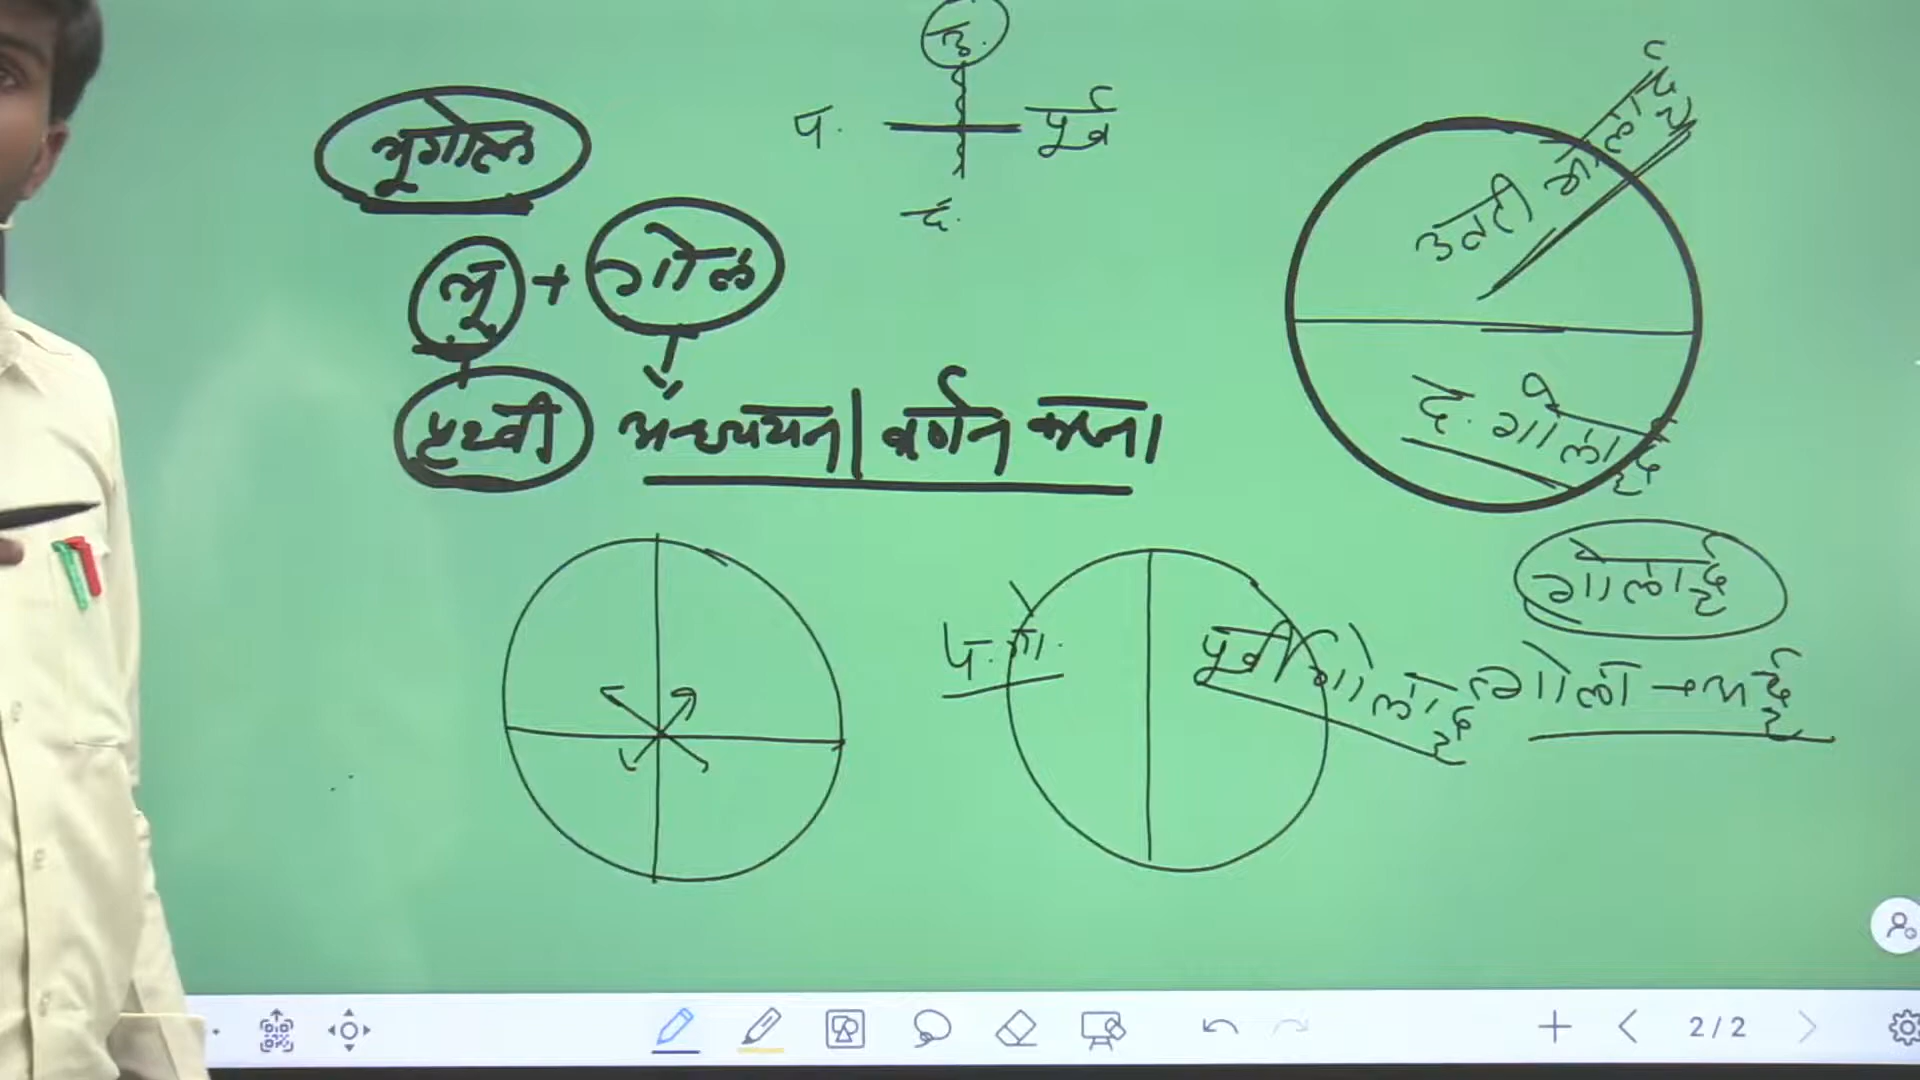 उ.
प. पूर्व
द.
भूगोल
भू + गोल
पृथ्वी अध्ययन | वर्णन करना
उत्तरी गोलार्द्ध
द. गोलार्द्ध
गोलार्द्ध
प. गो.
पूर्वी गोलार्द्ध
गोला → अर्द्ध
2/2